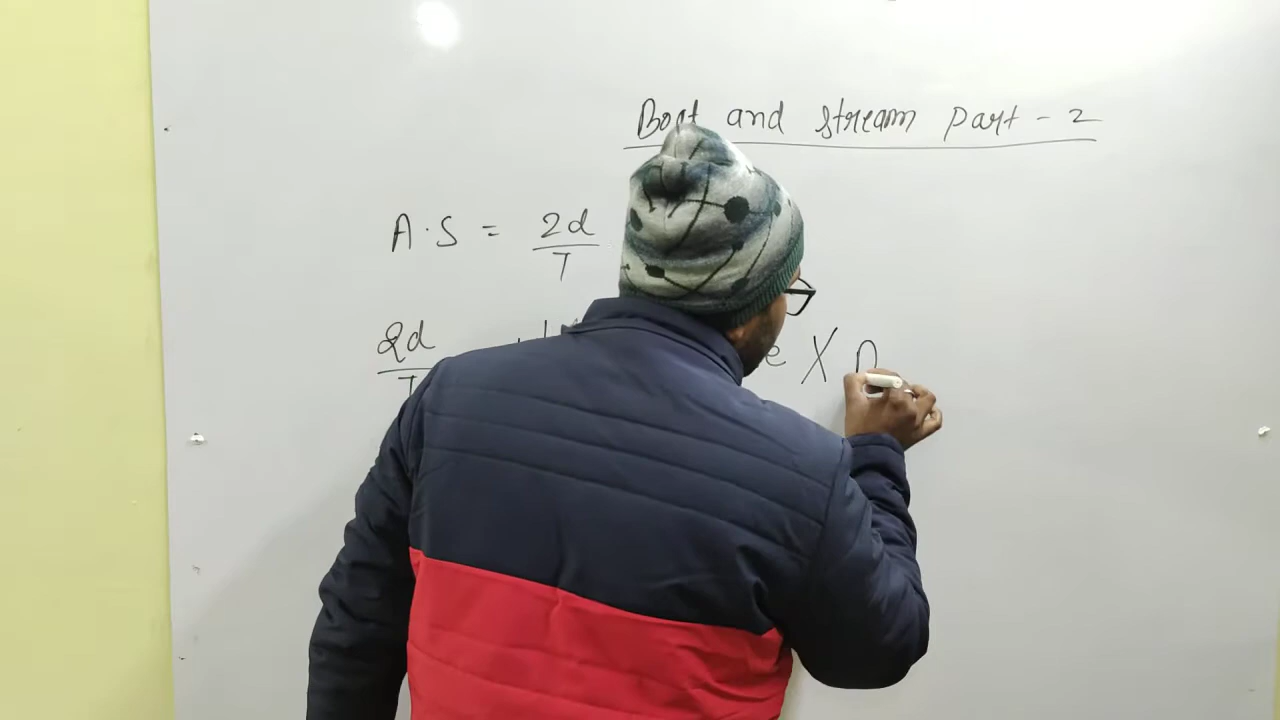 Boat and stream part - 2
A.S = 2d/T
2d/T e X